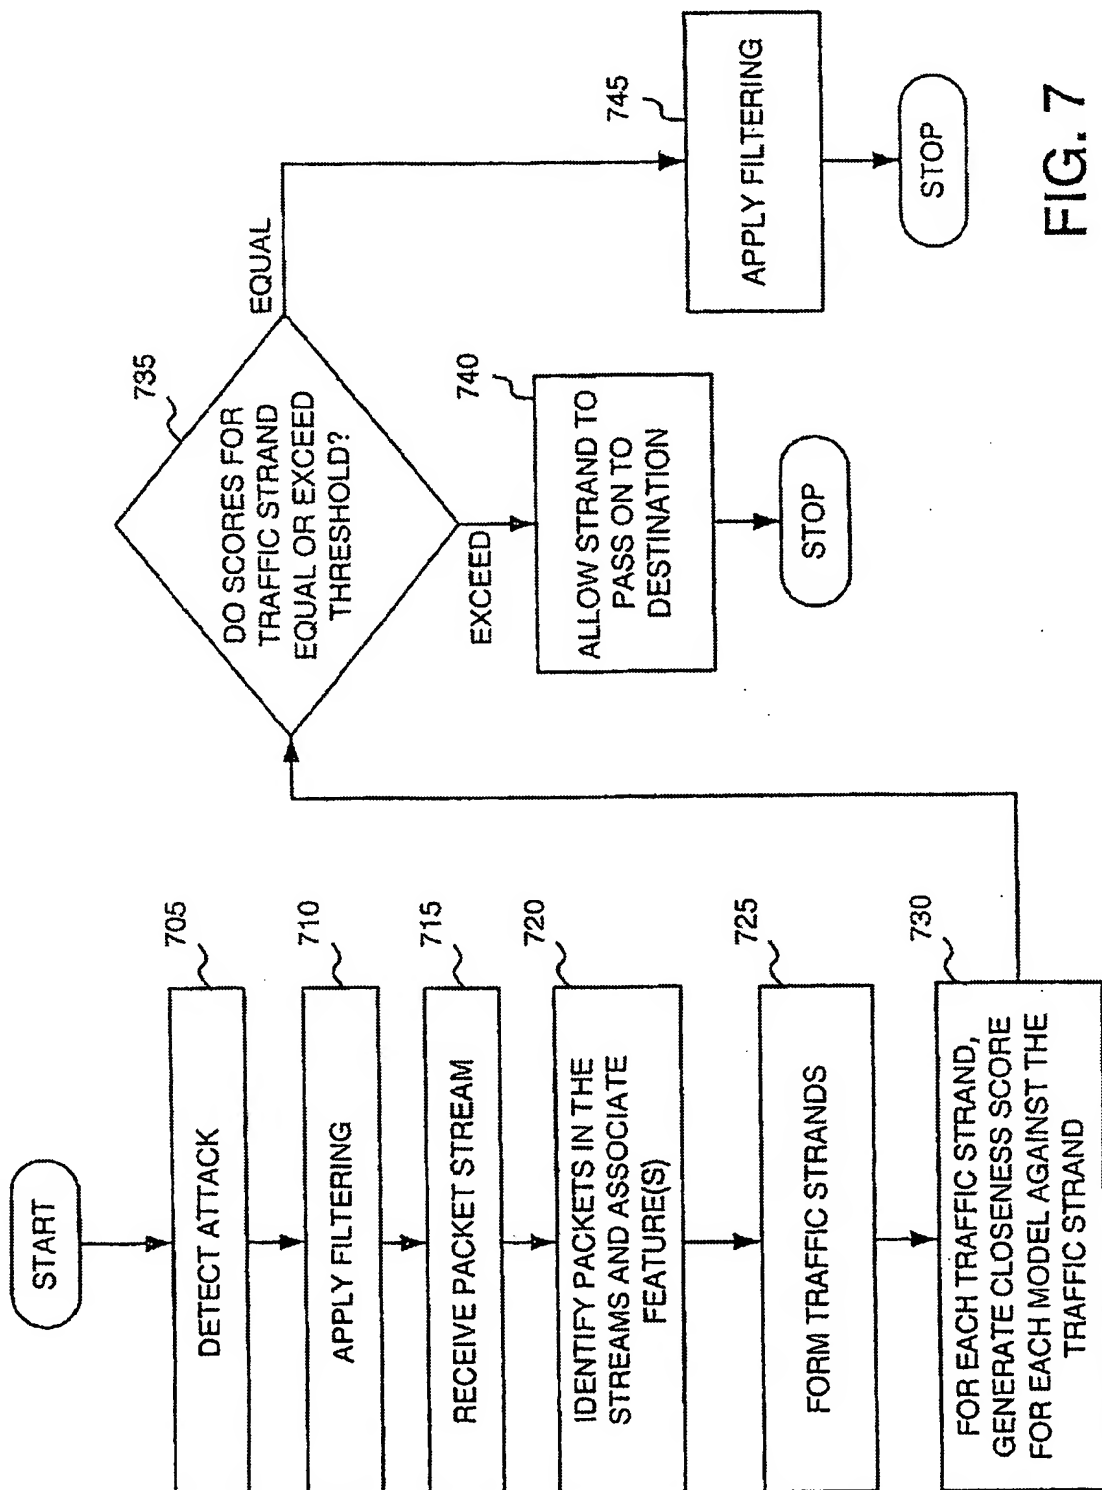 START
705
DETECT ATTACK
710
APPLY FILTERING
715
RECEIVE PACKET STREAM
720
IDENTIFY PACKETS IN THE
STREAMS AND ASSOCIATE
FEATURE(S)
725
FORM TRAFFIC STRANDS
730
FOR EACH TRAFFIC STRAND,
GENERATE CLOSENESS SCORE
FOR EACH MODEL AGAINST THE
TRAFFIC STRAND
735
DO SCORES FOR
TRAFFIC STRAND
EQUAL OR EXCEED
THRESHOLD?
EQUAL
EXCEED
740
ALLOW STRAND TO
PASS ON TO
DESTINATION
STOP
745
APPLY FILTERING
STOP
FIG. 7